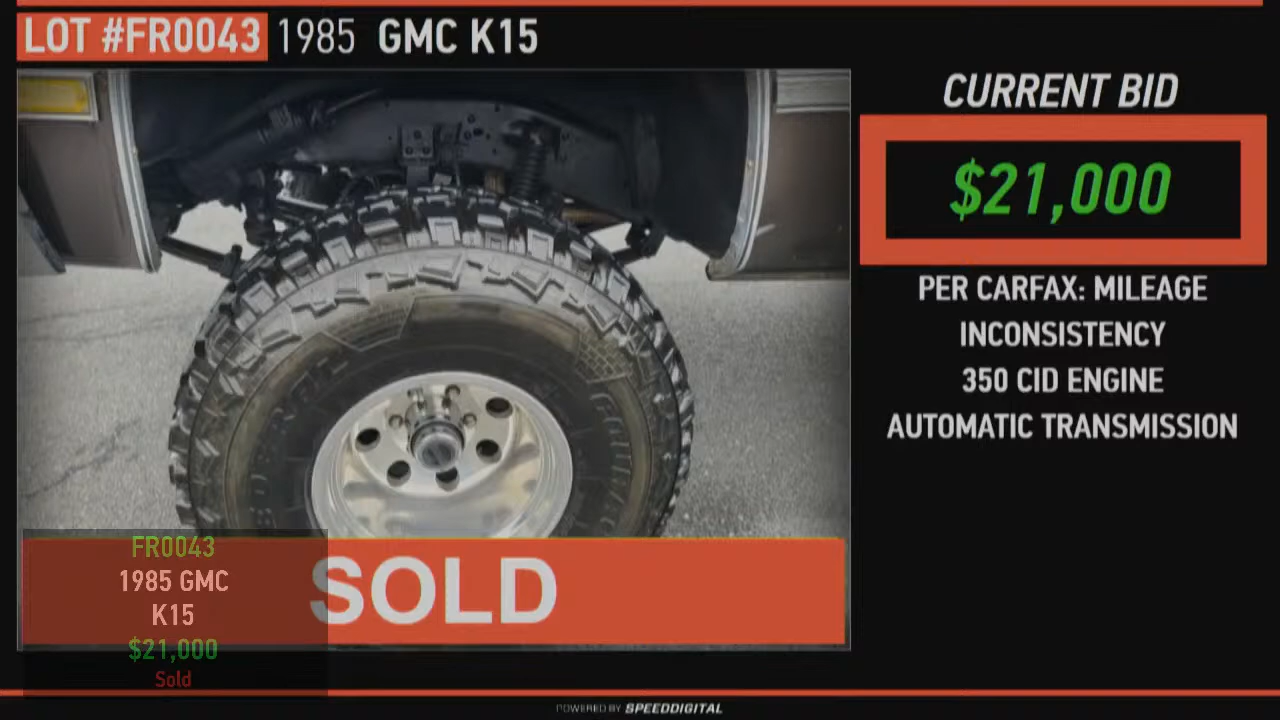 LOT #FR0043 1985 GMC K15
CURRENT BID
$21,000
PER CARFAX: MILEAGE
INCONSISTENCY
350 CID ENGINE
AUTOMATIC TRANSMISSION
SOLD
FR0043
1985 GMC
K15
$21,000
Sold
POWERED BY SPEEDDIGITAL